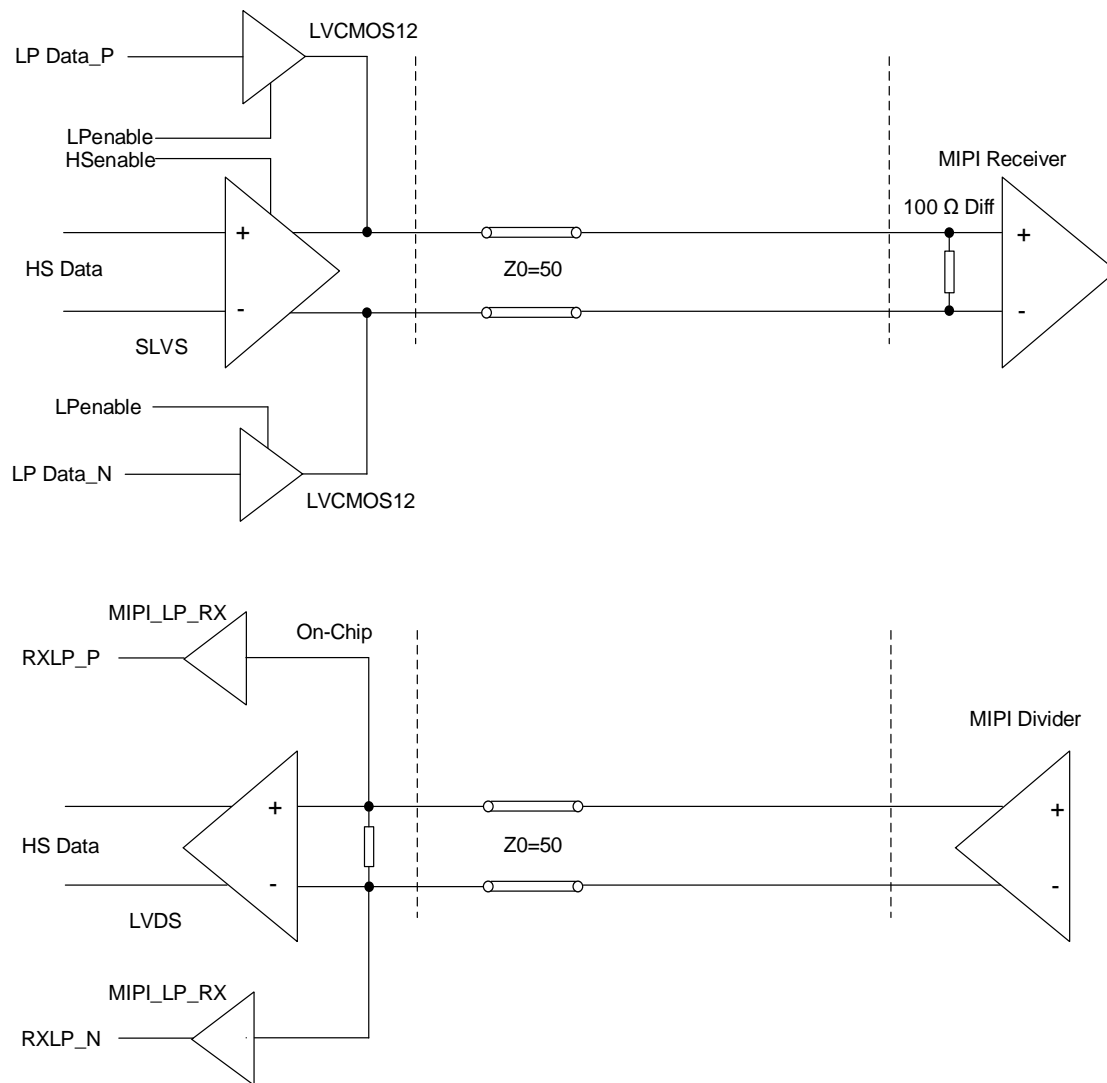 LVCMOS12
LP Data_P
LPenable
HSenable
MIPI Receiver
100 Ω Diff
+
+
HS Data
Z0=50
-
-
SLVS
LPenable
LP Data_N
LVCMOS12
MIPI_LP_RX
On-Chip
RXLP_P
MIPI Divider
+
+
HS Data
Z0=50
-
-
LVDS
MIPI_LP_RX
RXLP_N